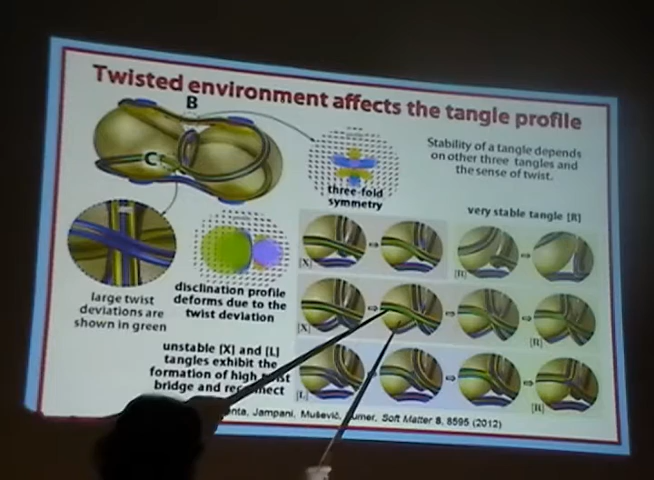 Twisted environment affects the tangle profile
B
C
three-fold
symmetry
Stability of a tangle depends
on other three tangles and
the sense of twist.
very stable tangle [R]
large twist
deviations are
shown in green
disclination profile
deforms due to the
twist deviation
[X]
[R]
[X]
[R]
unstable [X] and [L]
tangles exhibit the
formation of high
bridge and
[L]
[R]
Jampani, Muševič, Soft Matter 8, 8595 (2012)